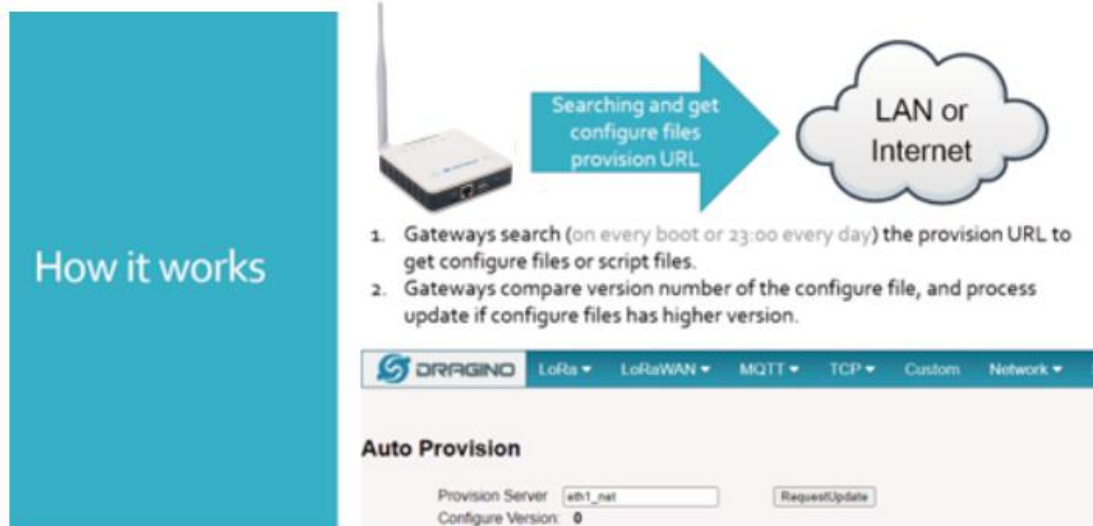 How it works
Searching and get
configure files
provision URL
LAN or
Internet
1. Gateways search (on every boot or 23:00 every day) the provision URL to
get configure files or script files.
2. Gateways compare version number of the configure file, and process
update if configure files has higher version.
DRAGINO LoRa ▾ LoRaWAN ▾ MQTT ▾ TCP ▾ Custom Network ▾
Auto Provision
Provision Server eth1_net RequestUpdate
Configure Version: 0